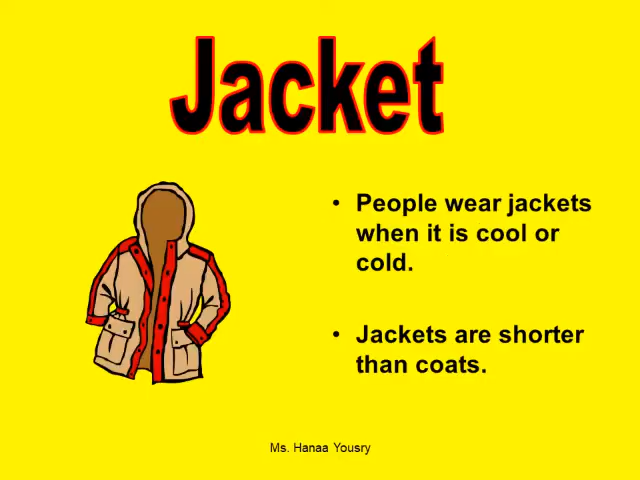 Jacket
• People wear jackets
when it is cool or
cold.
• Jackets are shorter
than coats.
Ms. Hanaa Yousry